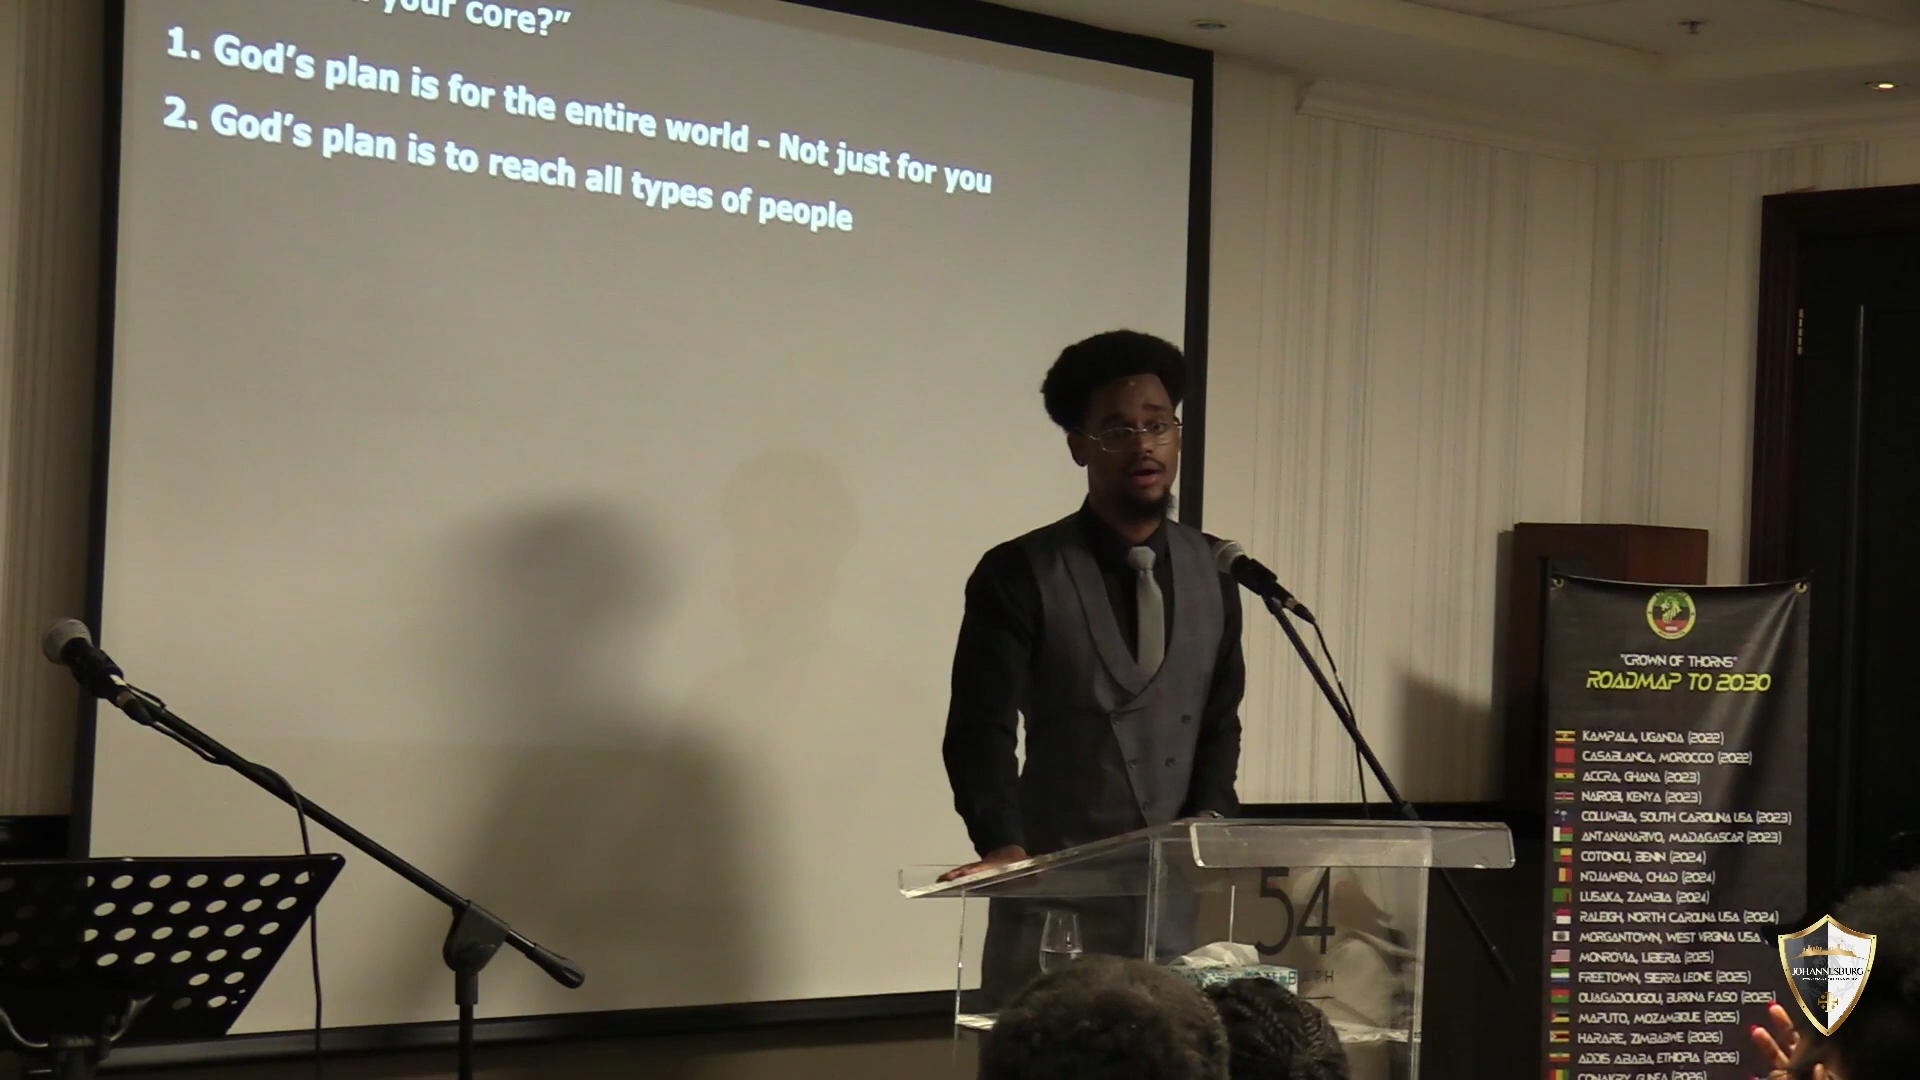 your core?”
1. God’s plan is for the entire world - Not just for you
2. God’s plan is to reach all types of people
"CROWN OF THORNS"
ROADMAP TO 2030
KAMPALA, UGANDA (2022)
CASABLANCA, MOROCCO (2022)
ACCRA, GHANA (2023)
NAIROBI, KENYA (2023)
COLUMBIA, SOUTH CAROLINA USA (2023)
ANTANANARIVO, MADAGASCAR (2023)
COTONOU, BENIN (2024)
N'DJAMENA, CHAD (2024)
LUSAKA, ZAMBIA (2024)
RALEIGH, NORTH CAROLINA USA (2024)
MORGANTOWN, WEST VIRGINIA USA
MONROVIA, LIBERIA (2025)
FREETOWN, SIERRA LEONE (2025)
OUAGADOUGOU, BURKINA FASO (2025)
MAPUTO, MOZAMBIQUE (2025)
HARARE, ZIMBABWE (2026)
ADDIS ABABA, ETHIOPIA (2026)
CONAKRY, GUINEA (2026)
54
JOHANNESBURG